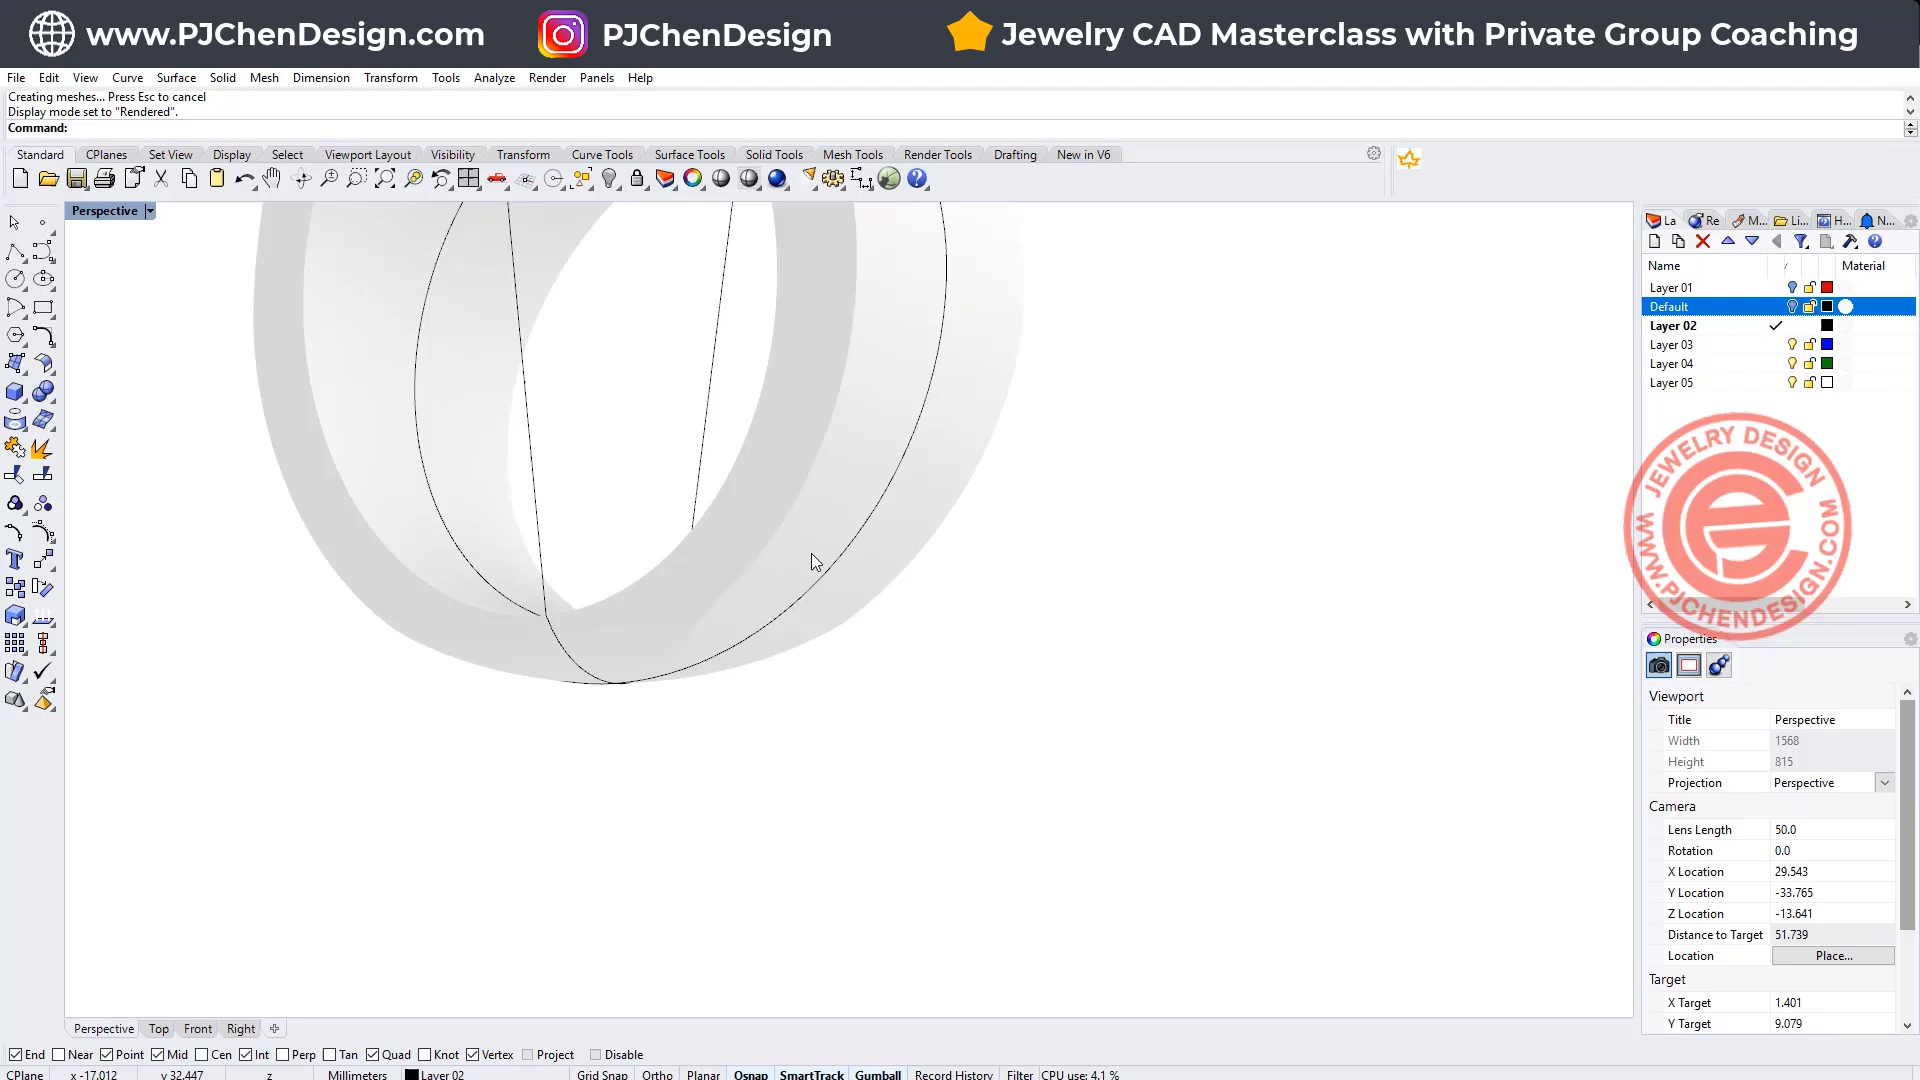 www.PJChenDesign.com PJChenDesign Jewelry CAD Masterclass with Private Group Coaching
File Edit View Curve Surface Solid Mesh Dimension Transform Tools Analyze Render Panels Help
Creating meshes... Press Esc to cancel
Display mode set to "Rendered".
Command:
Standard CPlanes Set View Display Select Viewport Layout Visibility Transform Curve Tools Surface Tools Solid Tools Mesh Tools Render Tools Drafting New in V6
Perspective
La Re M... Li... H... N...
Name Material
Layer 01
Default
Layer 02
Layer 03
Layer 04
Layer 05
JEWELRY DESIGN
WWW.PJCHENDESIGN.COM
Properties
Viewport
Title Perspective
Width 1568
Height 815
Projection Perspective
Camera
Lens Length 50.0
Rotation 0.0
X Location 29.543
Y Location -33.765
Z Location -13.641
Distance to Target 51.739
Location Place...
Target
X Target 1.401
Y Target 9.079
Perspective Top Front Right
End Near Point Mid Cen Int Perp Tan Quad Knot Vertex Project Disable
CPlane x -17.012 y 32.447 z Millimeters Layer 02 Grid Snap Ortho Planar Osnap SmartTrack Gumball Record History Filter CPU use: 4.1 %